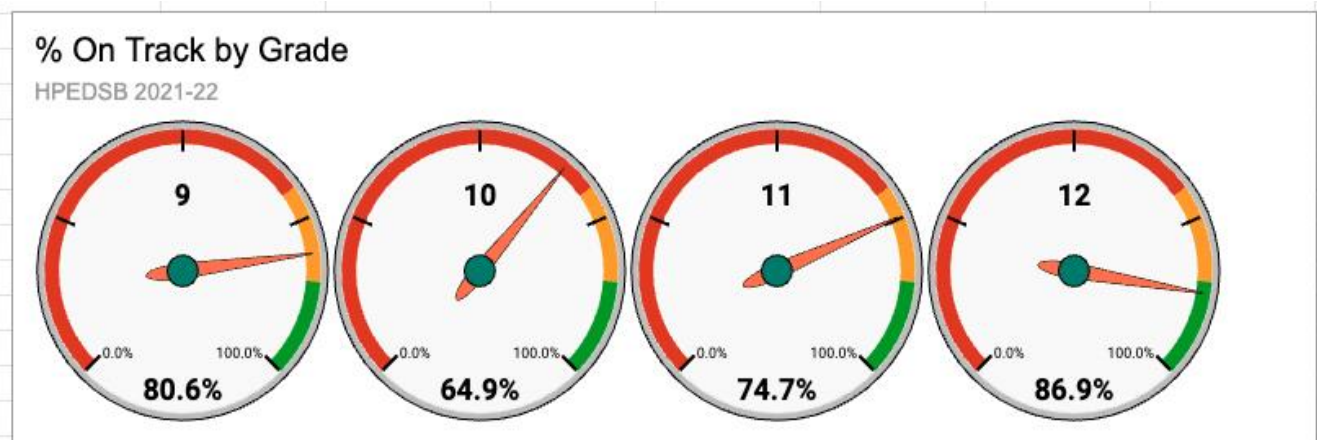 % On Track by Grade
HPEDSB 2021-22
9 10 11 12
0.0% 100.0% 0.0% 100.0% 0.0% 100.0% 0.0% 100.0%
80.6% 64.9% 74.7% 86.9%